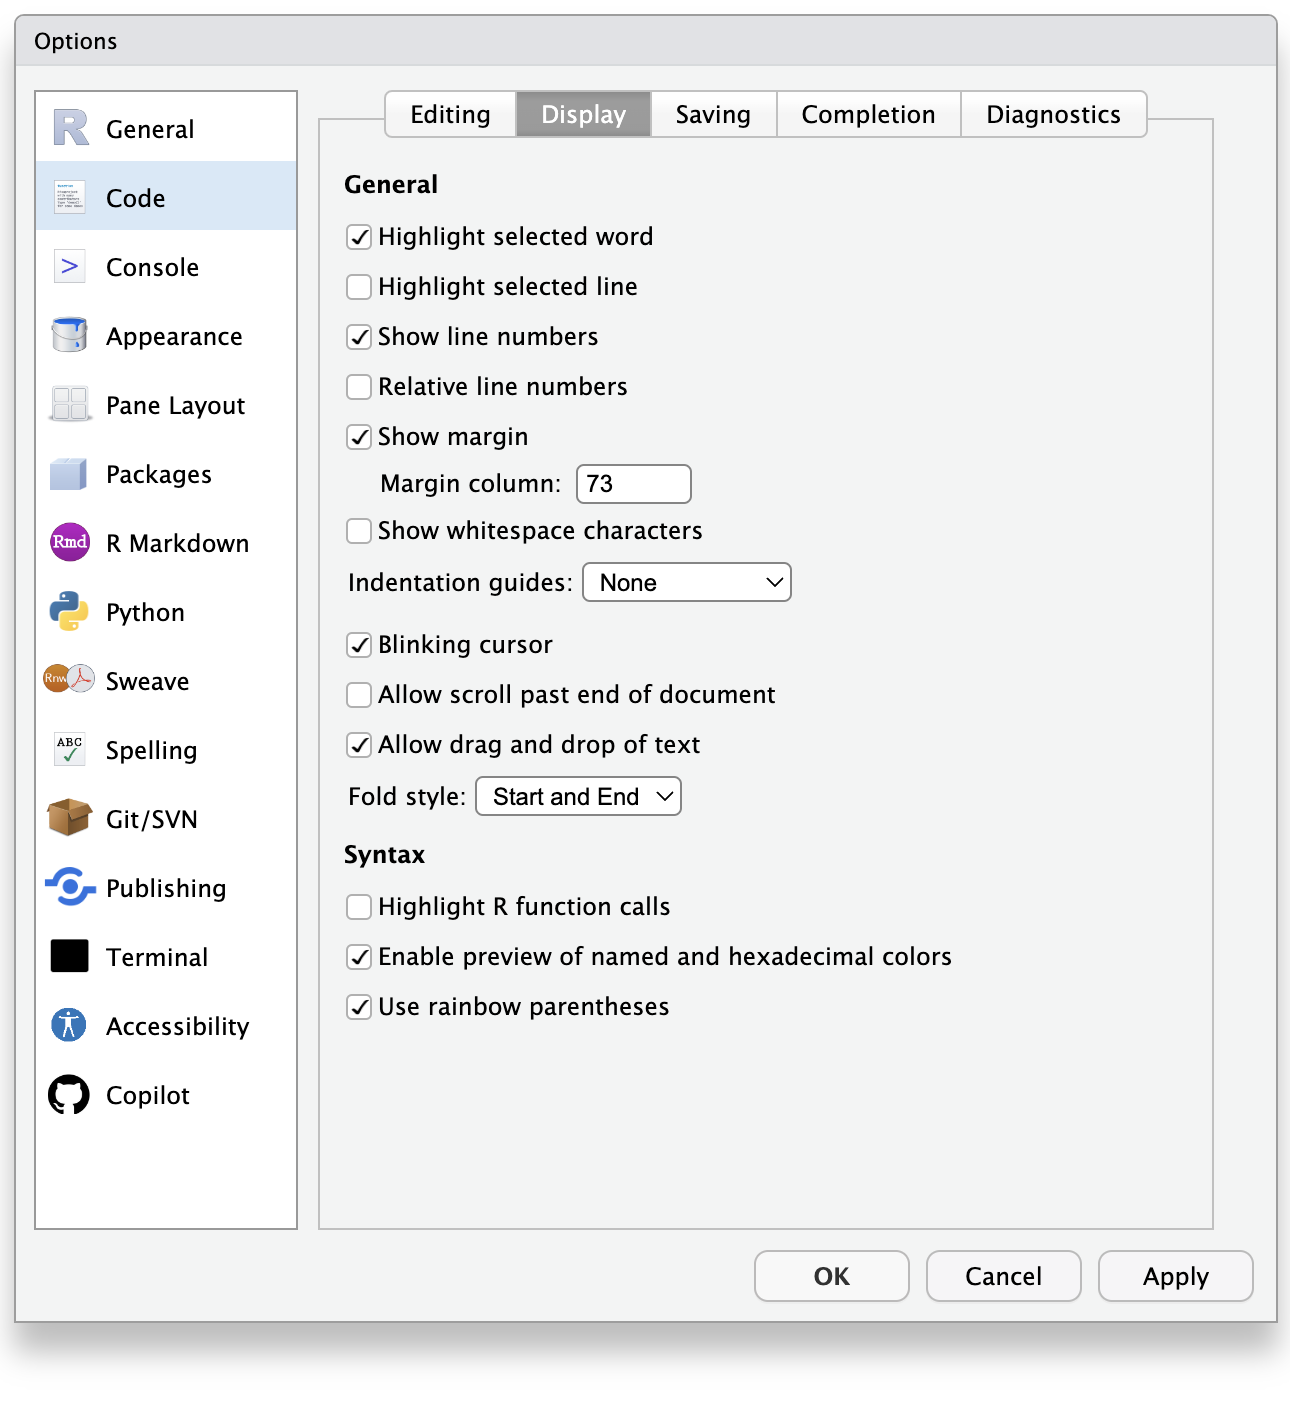 Options
General
Code
>
Console
Appearance
Pane Layout
Packages
Rmd
R Markdown
Python
Rnw
Sweave
ABC
Spelling
Git/SVN
Publishing
Terminal
Accessibility
Copilot
Editing
Display
Saving
Completion
Diagnostics
General
Highlight selected word
Highlight selected line
Show line numbers
Relative line numbers
Show margin
Margin column: 73
Show whitespace characters
Indentation guides: None
Blinking cursor
Allow scroll past end of document
Allow drag and drop of text
Fold style: Start and End
Syntax
Highlight R function calls
Enable preview of named and hexadecimal colors
Use rainbow parentheses
OK
Cancel
Apply